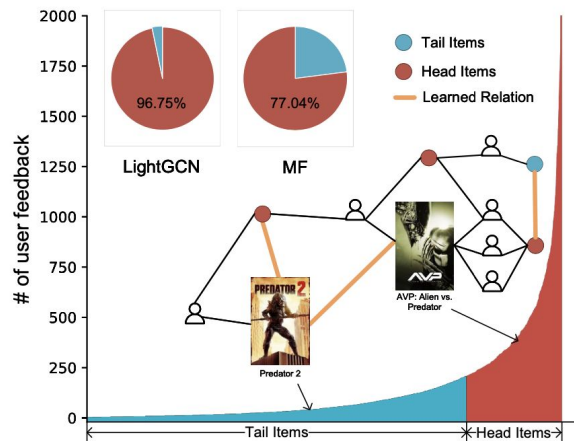 # of user feedback
2000
1750
1500
1250
1000
750
500
250
0
96.75%
LightGCN
77.04%
MF
Tail Items
Head Items
Learned Relation
PREDATOR 2
Predator 2
AVP
AVP: Alien vs.
Predator
Tail Items
Head Items